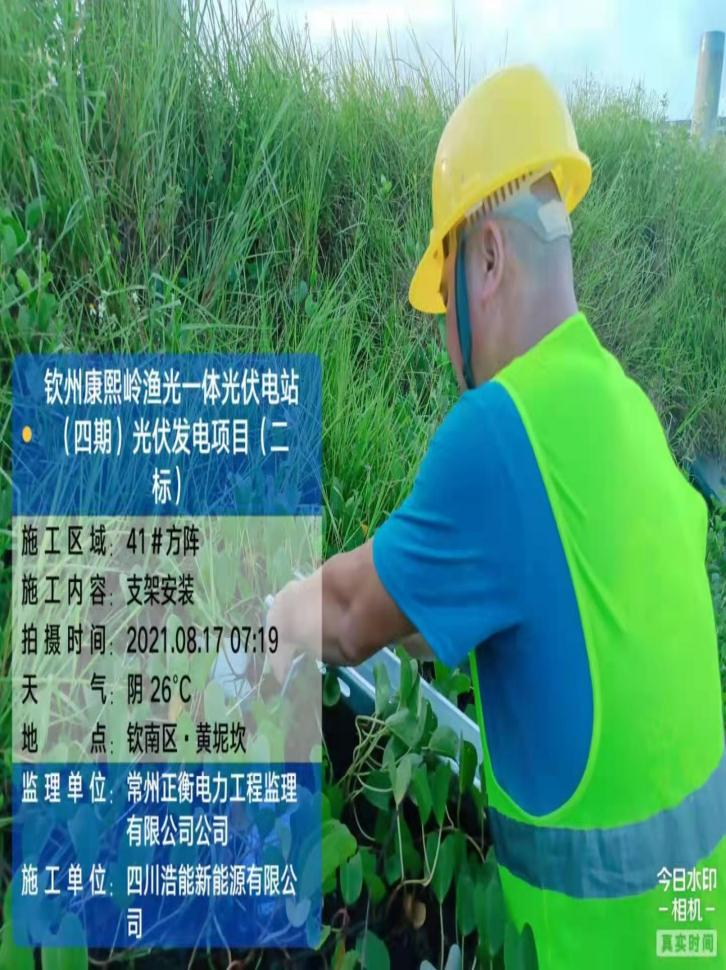 钦州康熙岭渔光一体光伏电站
（四期）光伏发电项目（二
标）
施工区域：41#方阵
施工内容：支架安装
拍摄时间：2021.08.17 07:19
天气：阴 26℃
地点：钦南区·黄坭坎
监理单位：常州正衡电力工程监理
有限公司公司
施工单位：四川浩能新能源有限公
司
今日水印
-相机-
真实时间